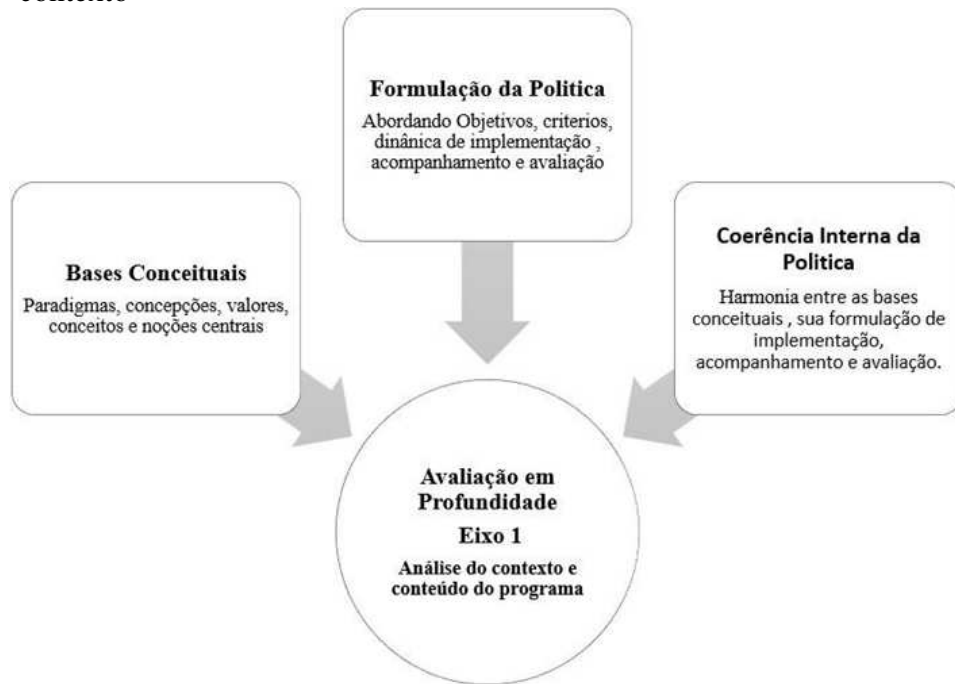 contexto
Formulação da Politica
Abordando Objetivos, criterios,
dinâmica de implementação ,
acompanhamento e avaliação
Bases Conceituais
Paradigmas, concepções, valores,
conceitos e noções centrais
Coerência Interna da
Politica
Harmonia entre as bases
conceituais , sua formulação de
implementação,
acompanhamento e avaliação.
Avaliação em
Profundidade
Eixo 1
Análise do contexto e
conteúdo do programa